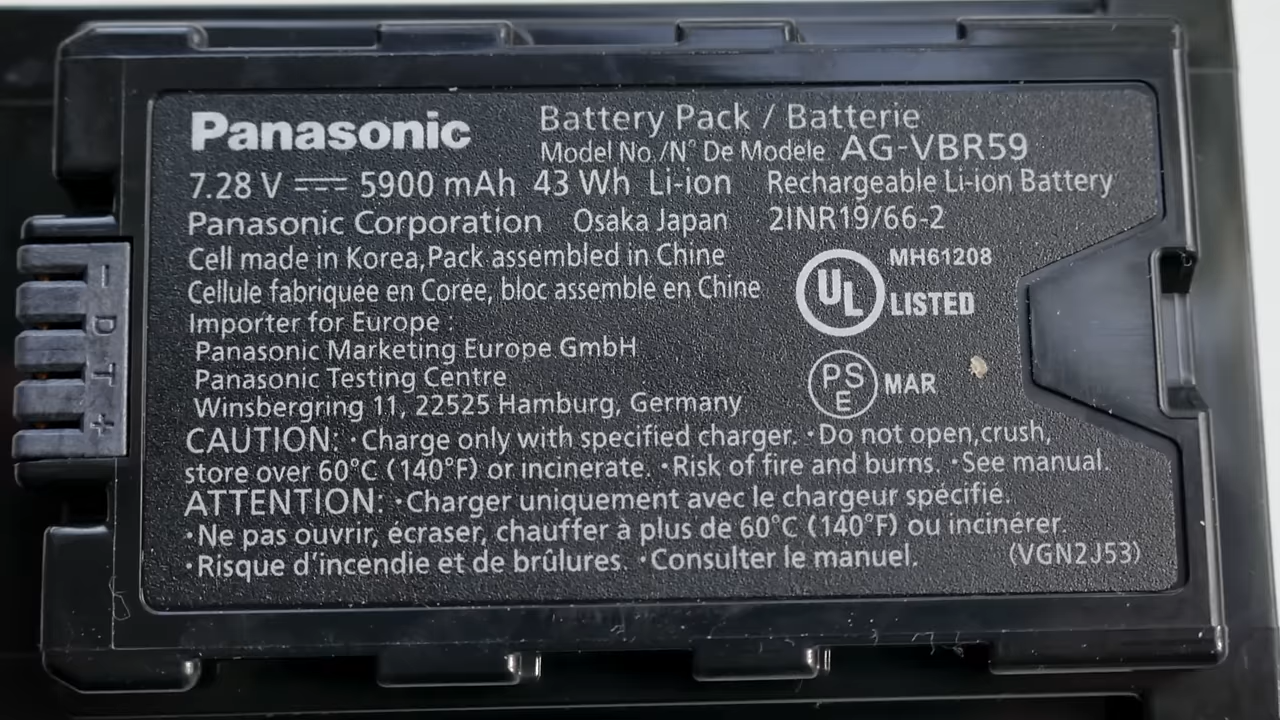 Panasonic
Battery Pack / Batterie
Model No./N° De Modèle AG-VBR59
7.28 V ⎓ 5900 mAh 43 Wh Li-ion Rechargeable Li-ion Battery
Panasonic Corporation Osaka Japan 2INR19/66-2
Cell made in Korea,Pack assembled in Chine
Cellule fabriquée en Corée, bloc assemblé en Chine
MH61208
UL LISTED
Importer for Europe :
Panasonic Marketing Europe GmbH
Panasonic Testing Centre
Winsbergring 11, 22525 Hamburg, Germany
PSE MAR
CAUTION: ·Charge only with specified charger. ·Do not open,crush,
store over 60°C (140°F) or incinerate. ·Risk of fire and burns. ·See manual.
ATTENTION: ·Charger uniquement avec le chargeur spécifié.
·Ne pas ouvrir, écraser, chauffer à plus de 60°C (140°F) ou incinérer.
·Risque d'incendie et de brûlures. ·Consulter le manuel. (VGN2J53)
– D T +